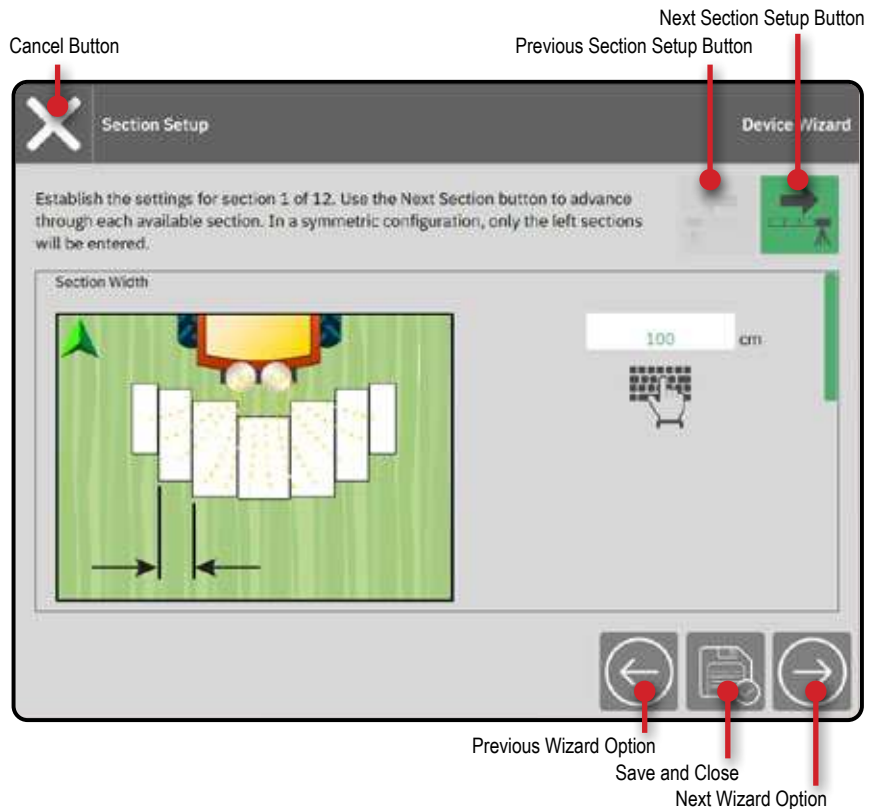 Next Section Setup Button
Cancel Button
Previous Section Setup Button
Section Setup
Device Wizard
Establish the settings for section 1 of 12. Use the Next Section button to advance
through each available section. In a symmetric configuration, only the left sections
will be entered.
Section Width
100
cm
Previous Wizard Option
Save and Close
Next Wizard Option